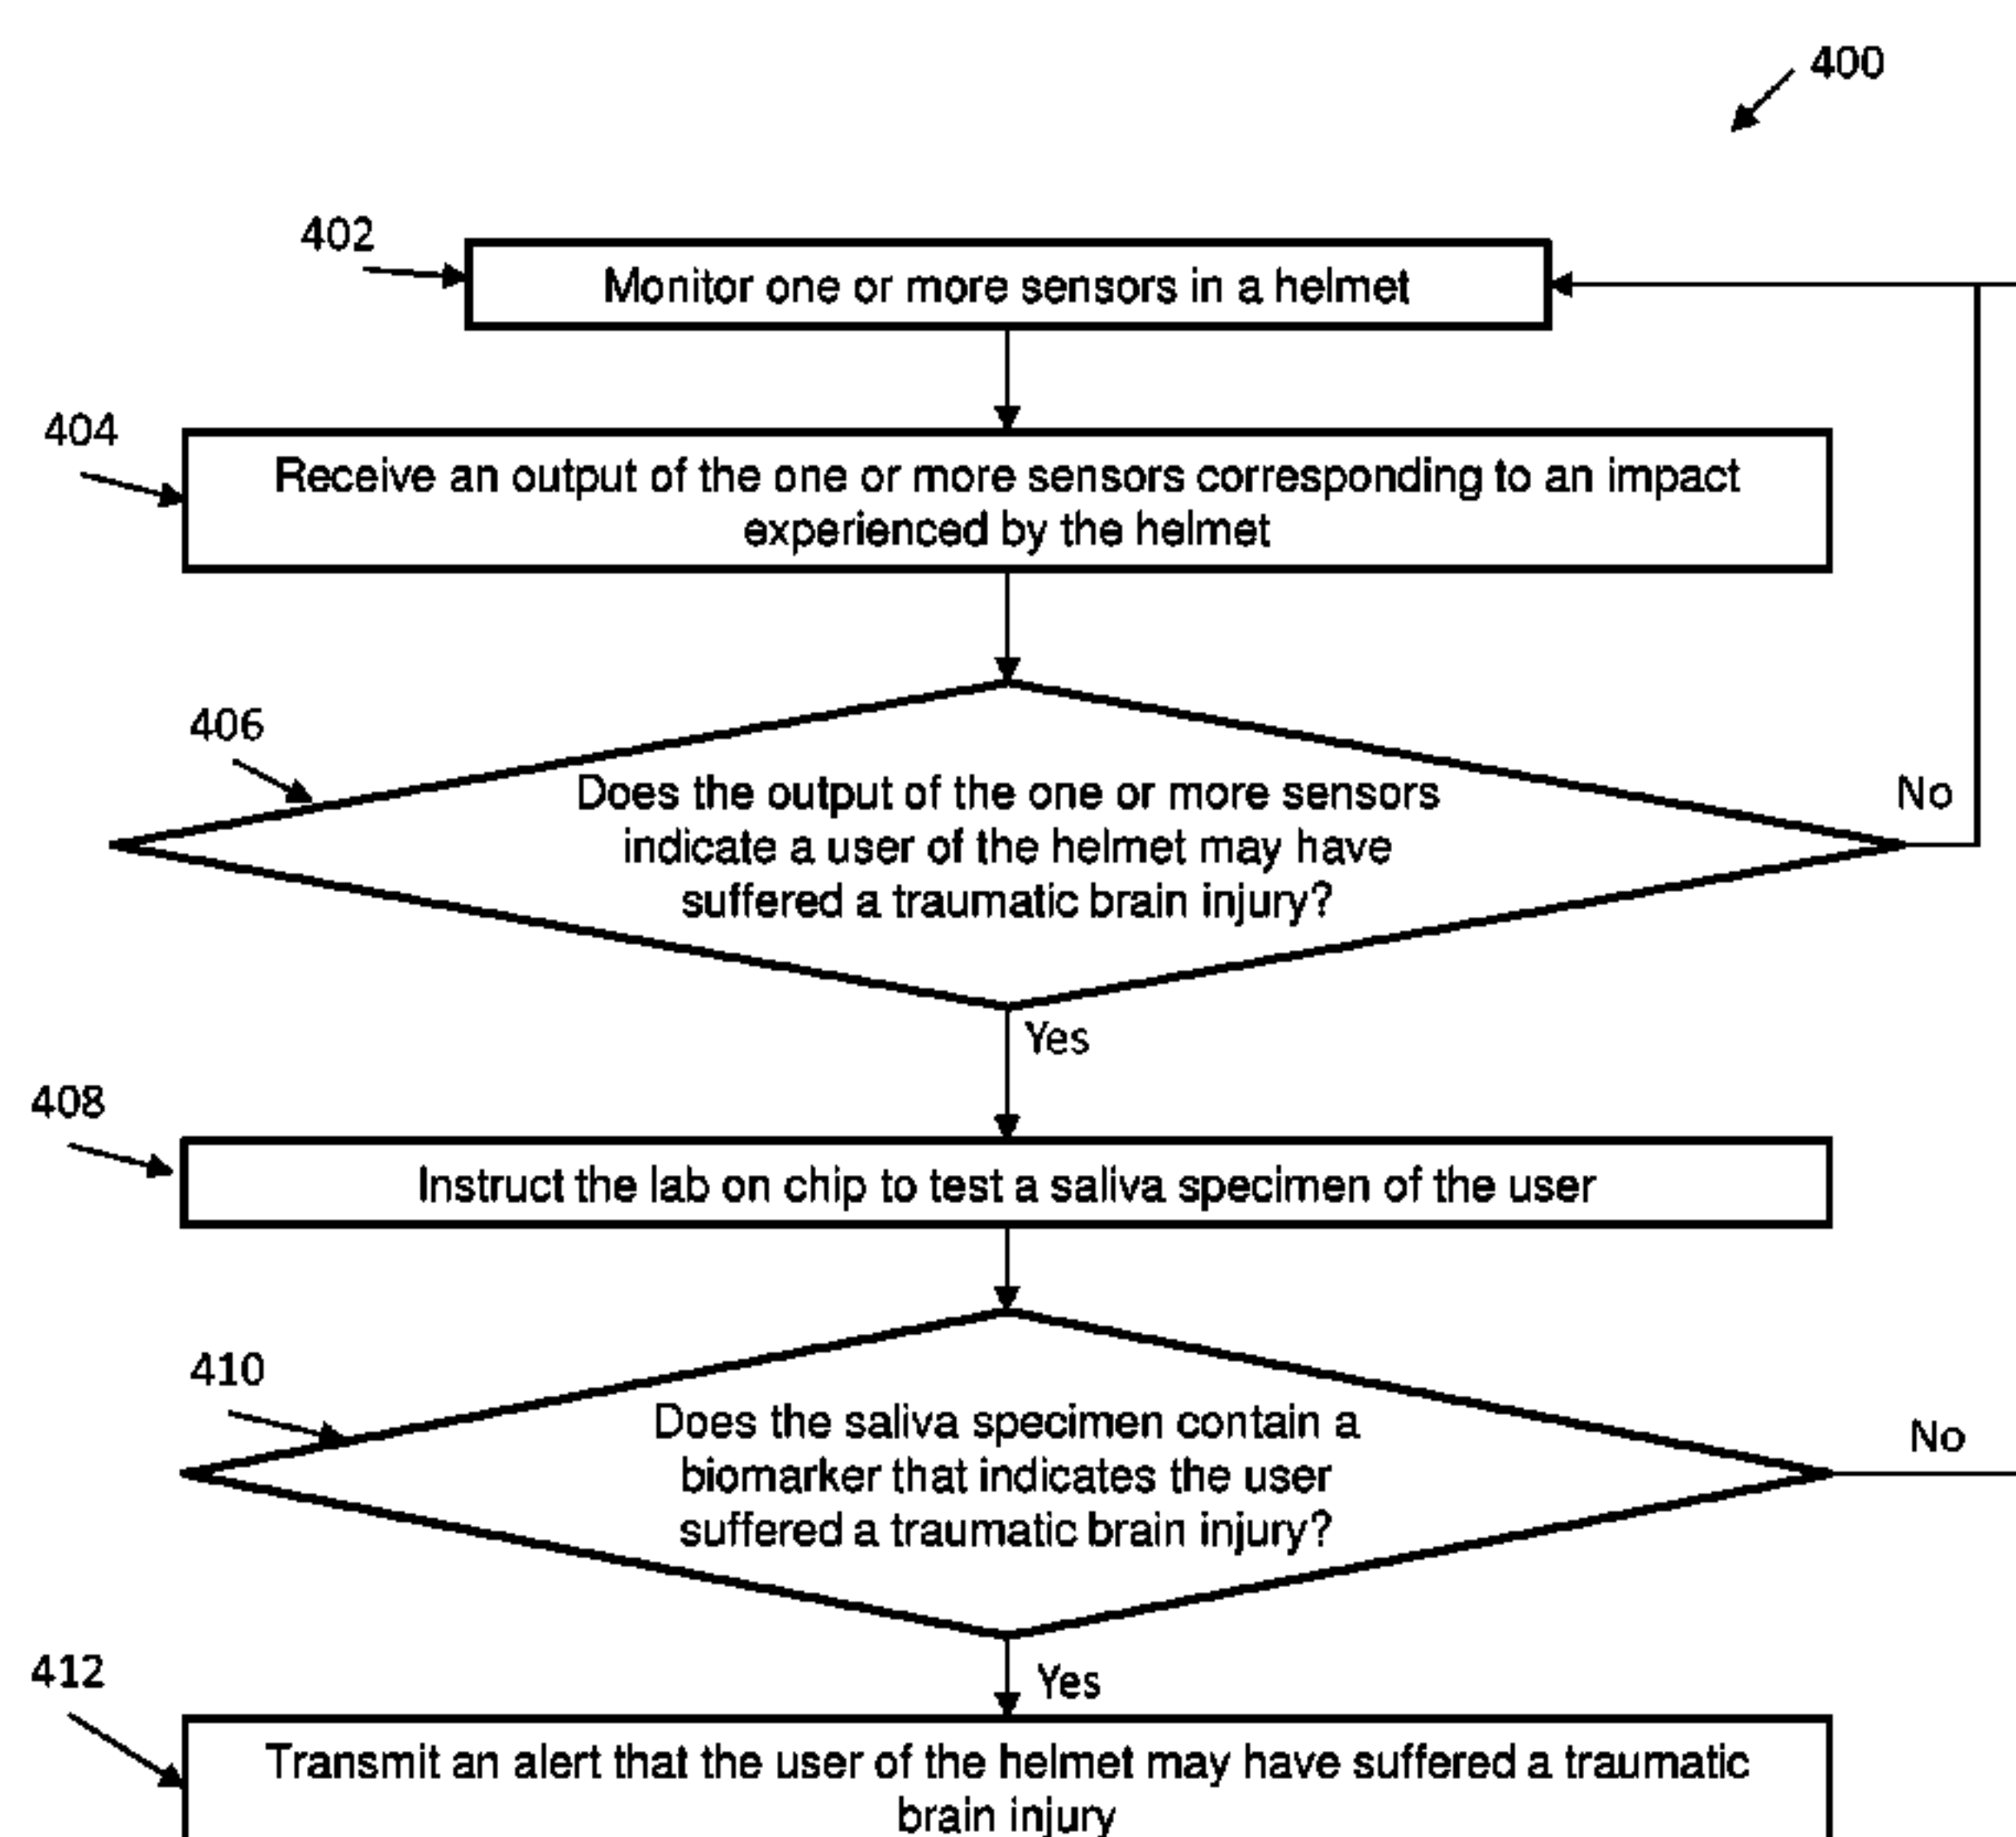 400
402
Monitor one or more sensors in a helmet
404
Receive an output of the one or more sensors corresponding to an impact
experienced by the helmet
406
Does the output of the one or more sensors
indicate a user of the helmet may have
suffered a traumatic brain injury?
No
Yes
408
Instruct the lab on chip to test a saliva specimen of the user
410
Does the saliva specimen contain a
biomarker that indicates the user
suffered a traumatic brain injury?
No
Yes
412
Transmit an alert that the user of the helmet may have suffered a traumatic
brain injury